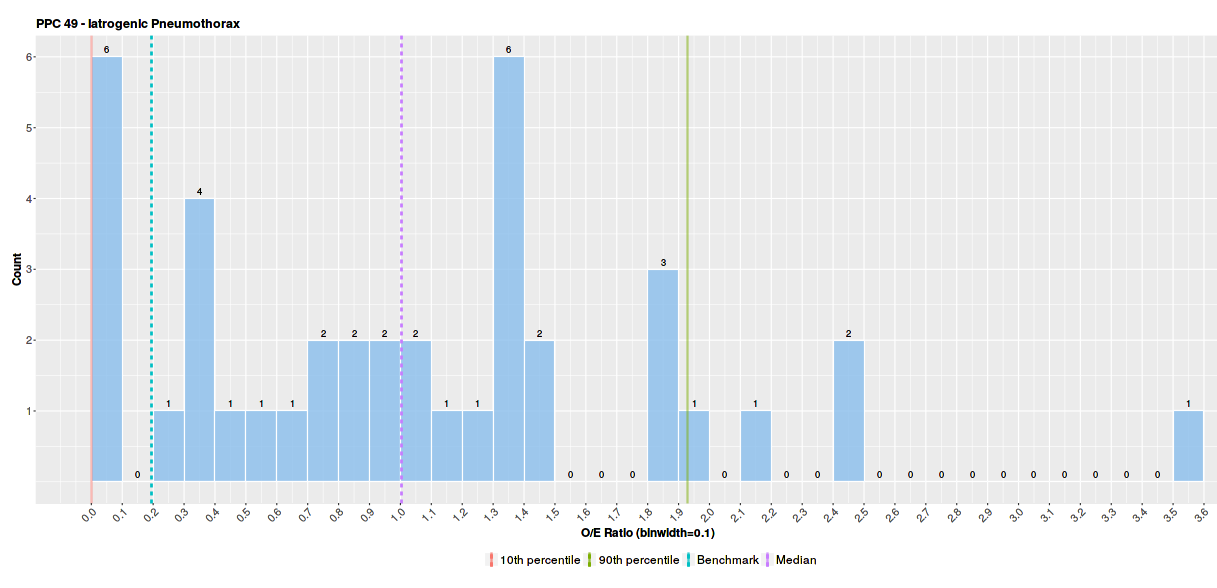 PPC 49 - Iatrogenic Pneumothorax
6 6
6
5
4
4
3
3
2 2 2 2 2 2
2
1 1 1 1 1 1 1 1 1
1
0 0 0 0 0 0 0 0 0 0 0 0 0 0 0 0 0
Count
0.0 0.1 0.2 0.3 0.4 0.5 0.6 0.7 0.8 0.9 1.0 1.1 1.2 1.3 1.4 1.5 1.6 1.7 1.8 1.9 2.0 2.1 2.2 2.3 2.4 2.5 2.6 2.7 2.8 2.9 3.0 3.1 3.2 3.3 3.4 3.5 3.6
O/E Ratio (binwidth=0.1)
10th percentile 90th percentile Benchmark Median